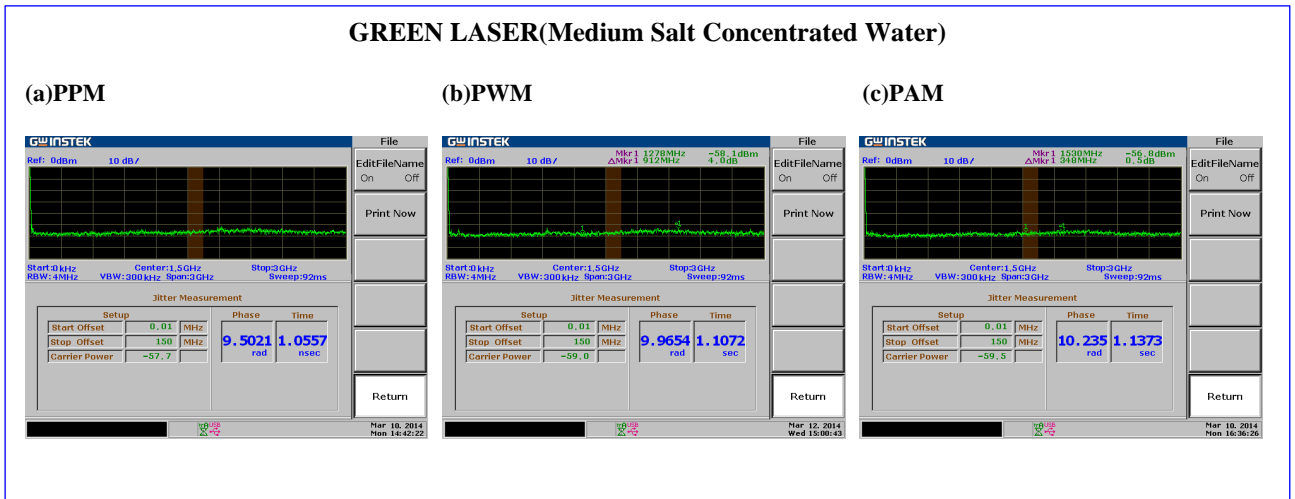 GREEN LASER(Medium Salt Concentrated Water)
(a)PPM
(b)PWM
(c)PAM
GW INSTEK
File
Ref: 0dBm 10 dB/
EditFileName
On Off
Print Now
Start:0kHz Center:1.5GHz Stop:3GHz
RBW:4MHz VBW:300kHz Span:3GHz Sweep:92ms
Jitter Measurement
Setup Phase Time
Start Offset 0.01 MHz
Stop Offset 150 MHz
Carrier Power -57.7
9.5021 1.0557
rad nsec
Return
USB
Mar 10. 2014
Mon 14:42:22
GW INSTEK
File
Mkr1 1278MHz -58.1dBm
Ref: 0dBm 10 dB/ ΔMkr1 912MHz 4.0dB
EditFileName
On Off
1
Print Now
Start:0kHz Center:1.5GHz Stop:3GHz
RBW:4MHz VBW:300kHz Span:3GHz Sweep:92ms
Jitter Measurement
Setup Phase Time
Start Offset 0.01 MHz
Stop Offset 150 MHz
Carrier Power -59.0
9.9654 1.1072
rad sec
Return
USB
Mar 12. 2014
Wed 15:00:43
GW INSTEK
File
Mkr1 1530MHz -56.8dBm
Ref: 0dBm 10 dB/ ΔMkr1 348MHz 0.5dB
EditFileName
On Off
1
Print Now
Start:0kHz Center:1.5GHz Stop:3GHz
RBW:4MHz VBW:300kHz Span:3GHz Sweep:92ms
Jitter Measurement
Setup Phase Time
Start Offset 0.01 MHz
Stop Offset 150 MHz
Carrier Power -59.5
10.235 1.1373
rad sec
Return
USB
Mar 10. 2014
Mon 16:36:26